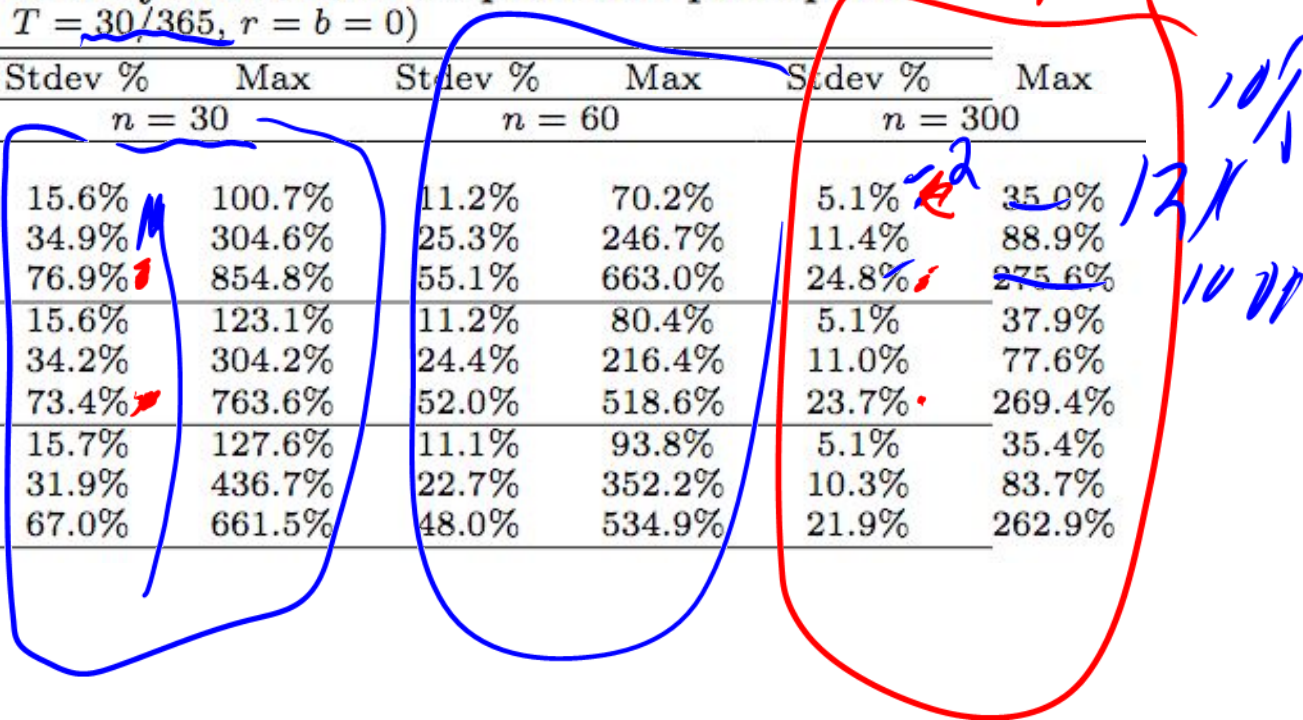 T = 30/365, r = b = 0)
Stdev % Max Stdev % Max Stdev % Max
n = 30 n = 60 n = 300
15.6% 100.7% 11.2% 70.2% 5.1% 35.0%
34.9% 304.6% 25.3% 246.7% 11.4% 88.9%
76.9% 854.8% 55.1% 663.0% 24.8% 275.6%
15.6% 123.1% 11.2% 80.4% 5.1% 37.9%
34.2% 304.2% 24.4% 216.4% 11.0% 77.6%
73.4% 763.6% 52.0% 518.6% 23.7% 269.4%
15.7% 127.6% 11.1% 93.8% 5.1% 35.4%
31.9% 436.7% 22.7% 352.2% 10.3% 83.7%
67.0% 661.5% 48.0% 534.9% 21.9% 262.9%